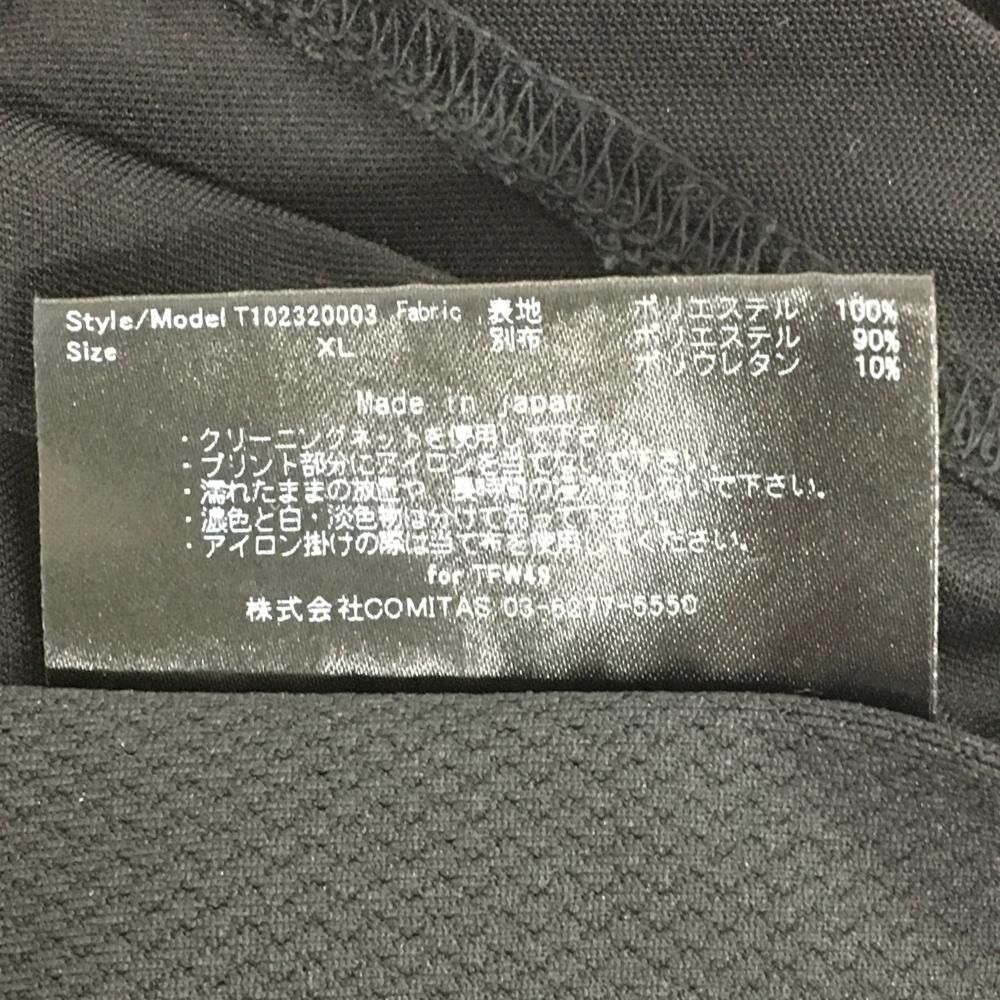 Style/Model T102320003 Fabric 表地 ポリエステル 100%
Size XL 別布 ポリエステル 90%
ポリウレタン 10%
Made in japan
・クリーニングネットを使用して下さい。
・プリント部分にアイロンを当てないで下さい。
・濡れたままの放置や、長時間の浸水はしないで下さい。
・濃色と白・淡色物は分けて洗って下さい。
・アイロン掛けの際は当て布を使用してください。
for TFW49
株式会社COMITAS 03-6277-5550